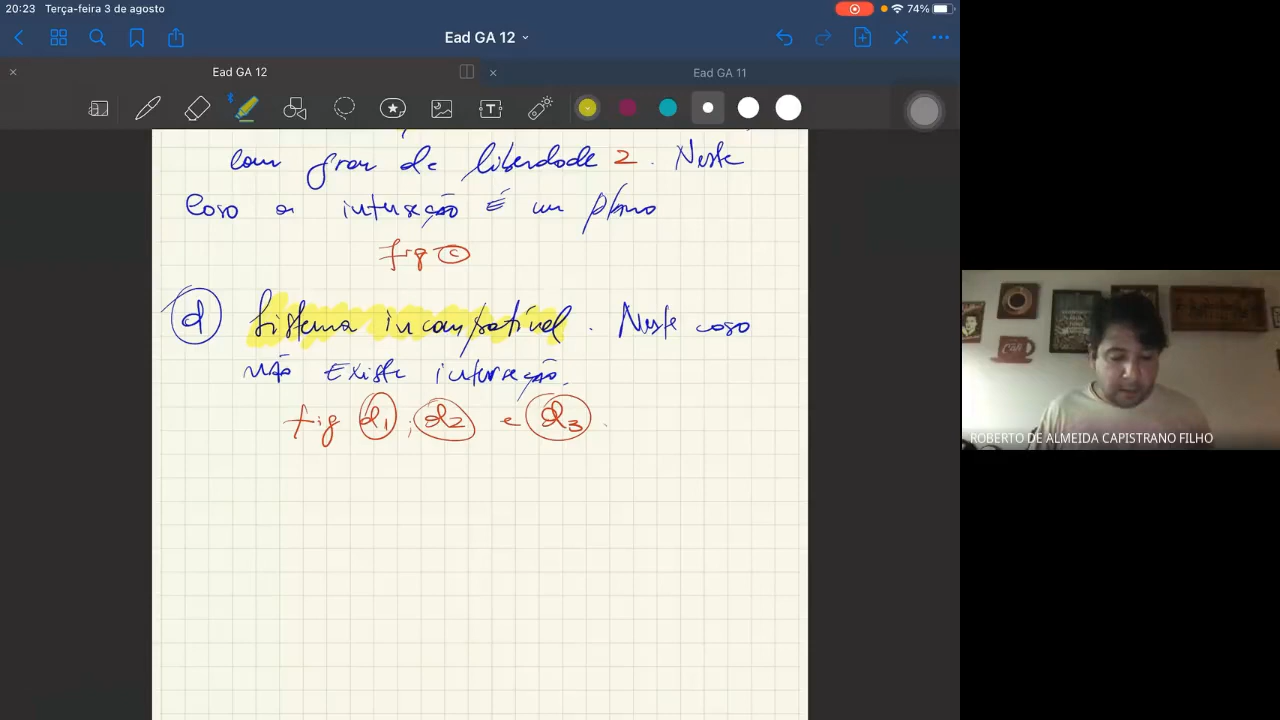 20:23 Terça-feira 3 de agosto
74%
Ead GA 12
Ead GA 12
Ead GA 11
com grau de liberdade 2. Neste
Caso a interseção É um plano
fig c
d Sistema incompatível. Neste caso
não Existe interseção.
fig d1, d2 e d3.
ROBERTO DE ALMEIDA CAPISTRANO FILHO